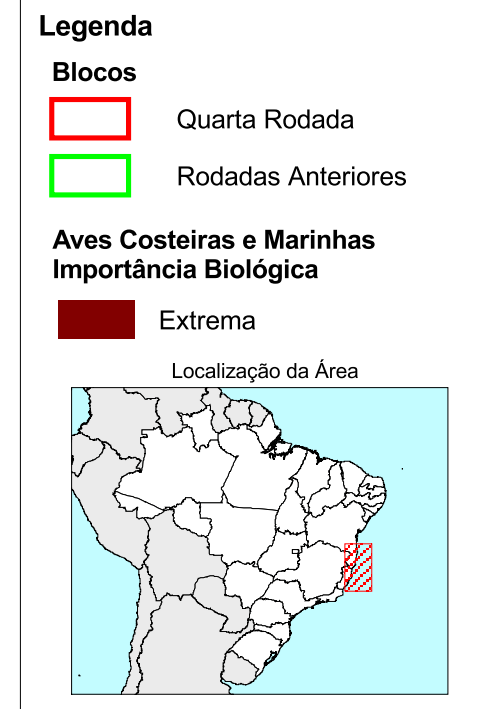 Legenda
Blocos
Quarta Rodada
Rodadas Anteriores
Aves Costeiras e Marinhas
Importância Biológica
Extrema
Localização da Área